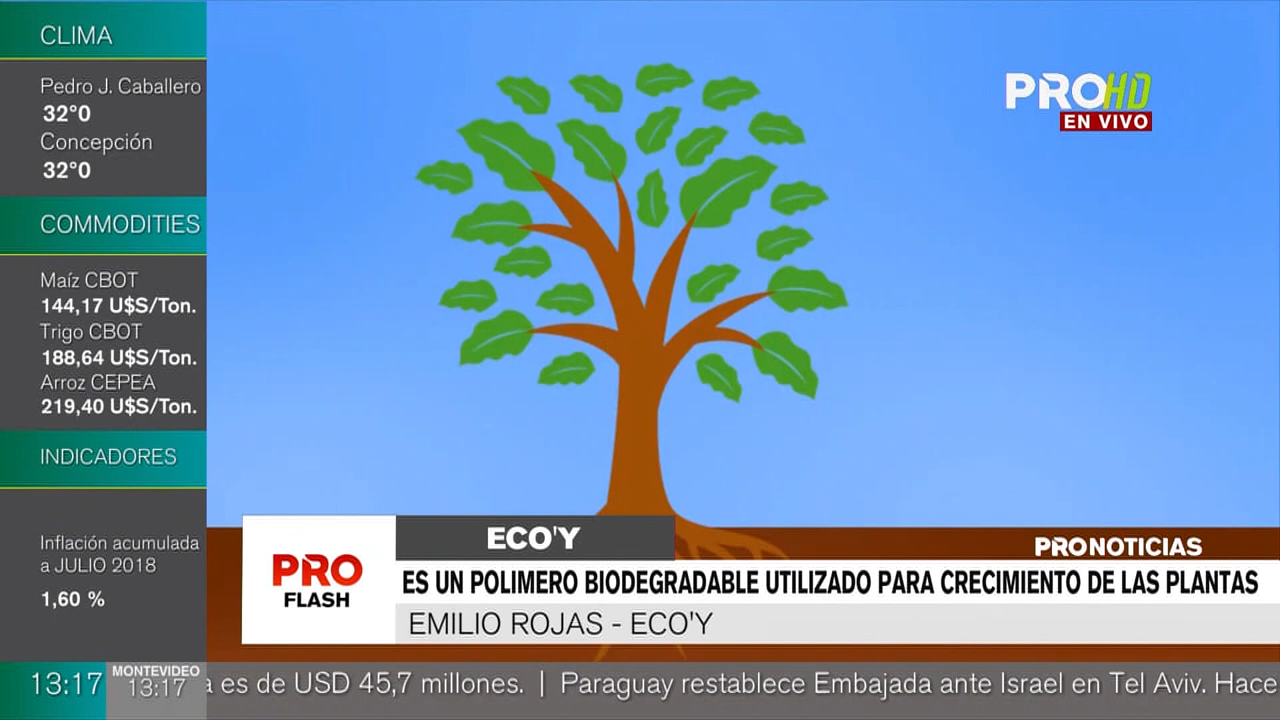 CLIMA
Pedro J. Caballero
32°0
Concepción
32°0
COMMODITIES
Maíz CBOT
144,17 U$S/Ton.
Trigo CBOT
188,64 U$S/Ton.
Arroz CEPEA
219,40 U$S/Ton.
INDICADORES
Inflación acumulada
a JULIO 2018
1,60 %
PROHD
EN VIVO
ECO'Y
PRONOTICIAS
PRO
FLASH
ES UN POLIMERO BIODEGRADABLE UTILIZADO PARA CRECIMIENTO DE LAS PLANTAS
EMILIO ROJAS - ECO'Y
13:17
MONTEVIDEO
13:17
a es de USD 45,7 millones. | Paraguay restablece Embajada ante Israel en Tel Aviv. Hace